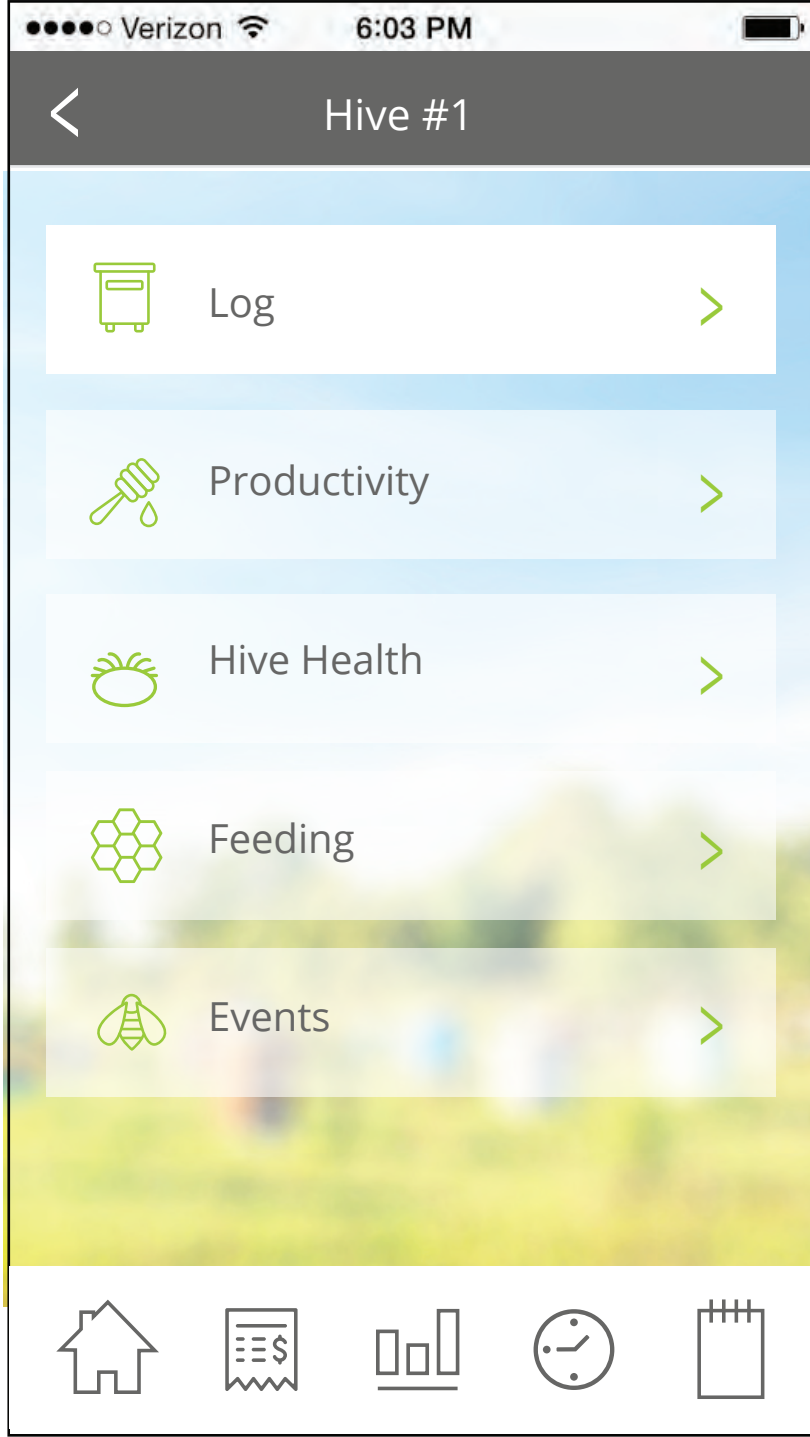 Verizon 6:03 PM
Hive #1
Log
Productivity
Hive Health
Feeding
Events
$